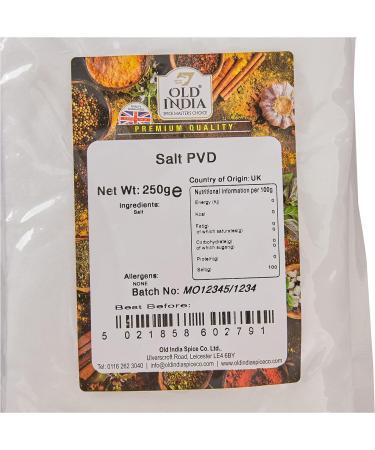 OLD
INDIA
SPICE MASTERS CHOICE
PREMIUM QUALITY
Salt PVD
Net Wt: 250g e
Country of Origin: UK
Ingredients:
Salt
Nutritional Information per 100g
Energy (Kj) 0
Kcal 0
Fat(g) 0
of which saturates(g) 0
Carbohydrate(g) 0
of which sugars(g) 0
Protein(g) 0
Salt(g) 100
Allergens:
NONE
Batch No: MO12345/1234
Best Before:
5 021858 602791
Old India Spice Co. Ltd.,
Ulverscroft Road, Leicester LE4 6BY
Tel: 0116 262 3040 | info@oldindiaspiceco.com | www.oldindiaspiceco.com